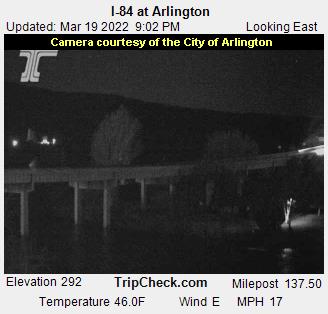 I-84 at Arlington
Updated: Mar 19 2022 9:02 PM Looking East
Camera courtesy of the City of Arlington
Elevation 292 TripCheck.com Milepost 137.50
Temperature 46.0F Wind E MPH 17